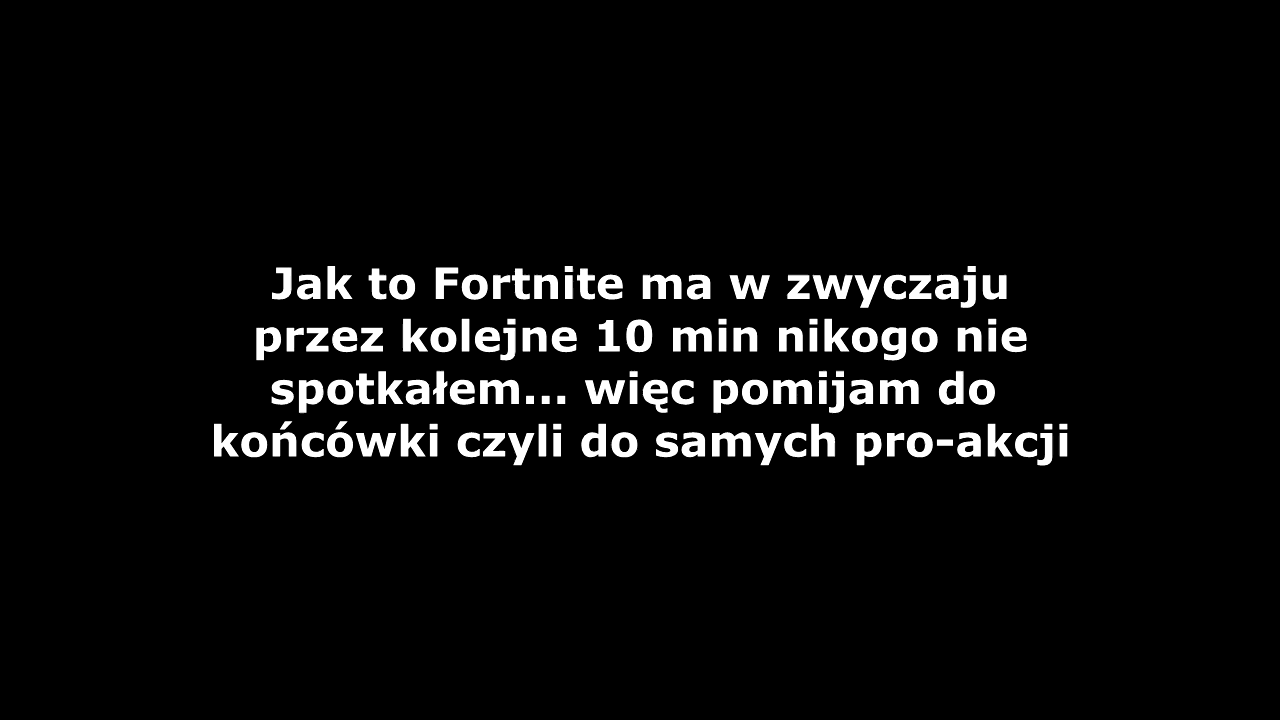 Jak to Fortnite ma w zwyczaju
przez kolejne 10 min nikogo nie
spotkałem... więc pomijam do
końcówki czyli do samych pro-akcji